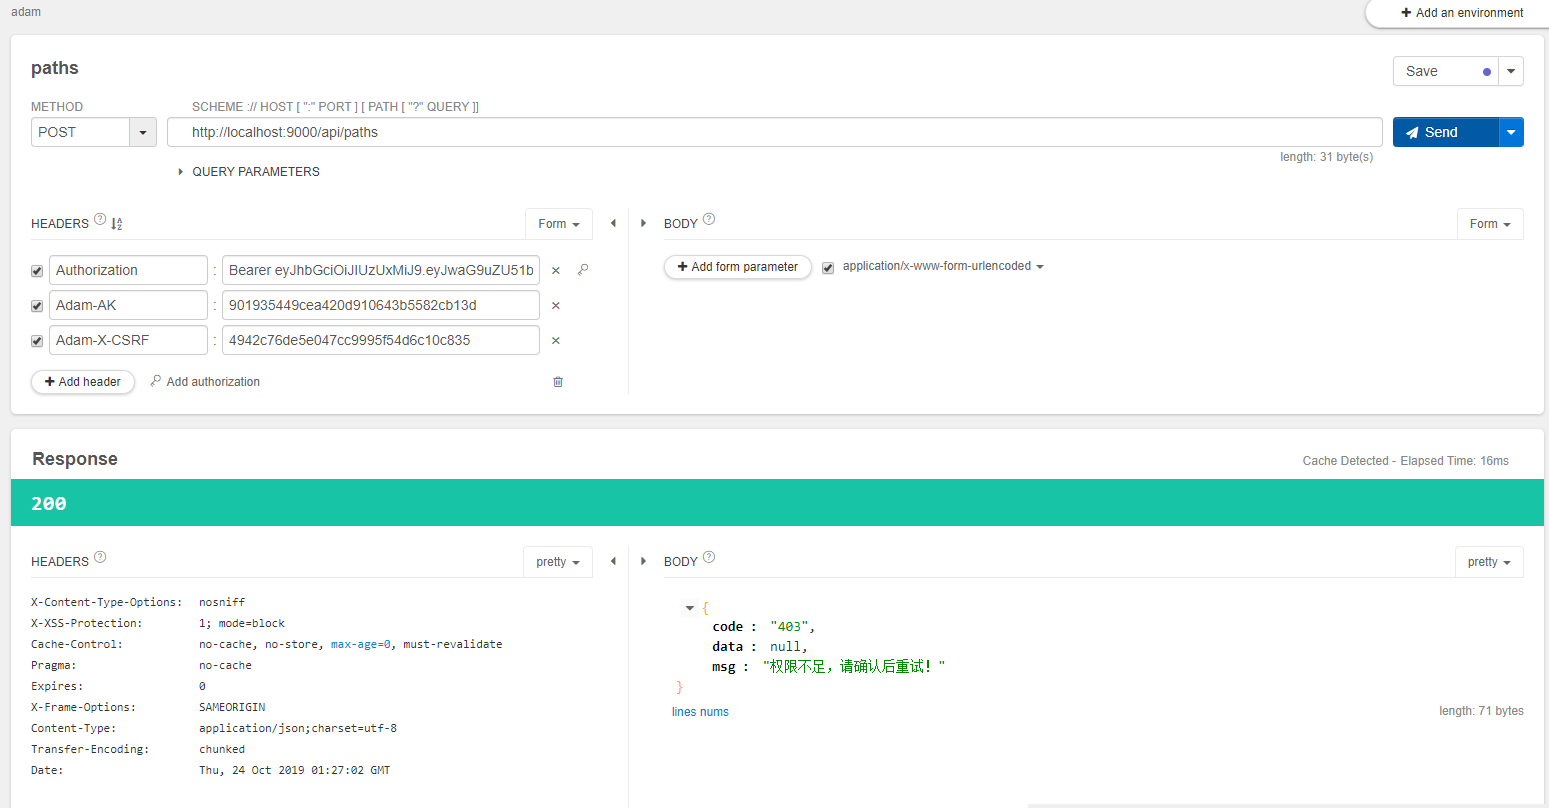 adam
Add an environment
paths
Save
METHOD
SCHEME :// HOST [ ":" PORT ] [ PATH [ "?" QUERY ]]
POST
http://localhost:9000/api/paths
Send
length: 31 byte(s)
QUERY PARAMETERS
HEADERS ? Form
BODY ? Form
Authorization : Bearer eyJhbGciOiJIUzUxMiJ9.eyJwaG9uZU51b
Adam-AK : 901935449cea420d910643b5582cb13d
Adam-X-CSRF : 4942c76de5e047cc9995f54d6c10c835
Add header
Add authorization
Add form parameter
application/x-www-form-urlencoded
Response
Cache Detected - Elapsed Time: 16ms
200
HEADERS ? pretty
BODY ? pretty
X-Content-Type-Options: nosniff
X-XSS-Protection: 1; mode=block
Cache-Control: no-cache, no-store, max-age=0, must-revalidate
Pragma: no-cache
Expires: 0
X-Frame-Options: SAMEORIGIN
Content-Type: application/json;charset=utf-8
Transfer-Encoding: chunked
Date: Thu, 24 Oct 2019 01:27:02 GMT
{
code : "403",
data : null,
msg : "权限不足，请确认后重试！"
}
lines nums
length: 71 bytes